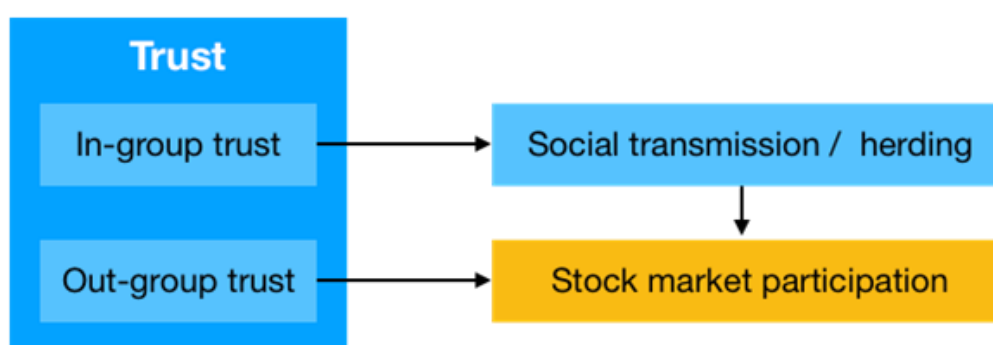 Trust
In-group trust
Social transmission / herding
Out-group trust
Stock market participation